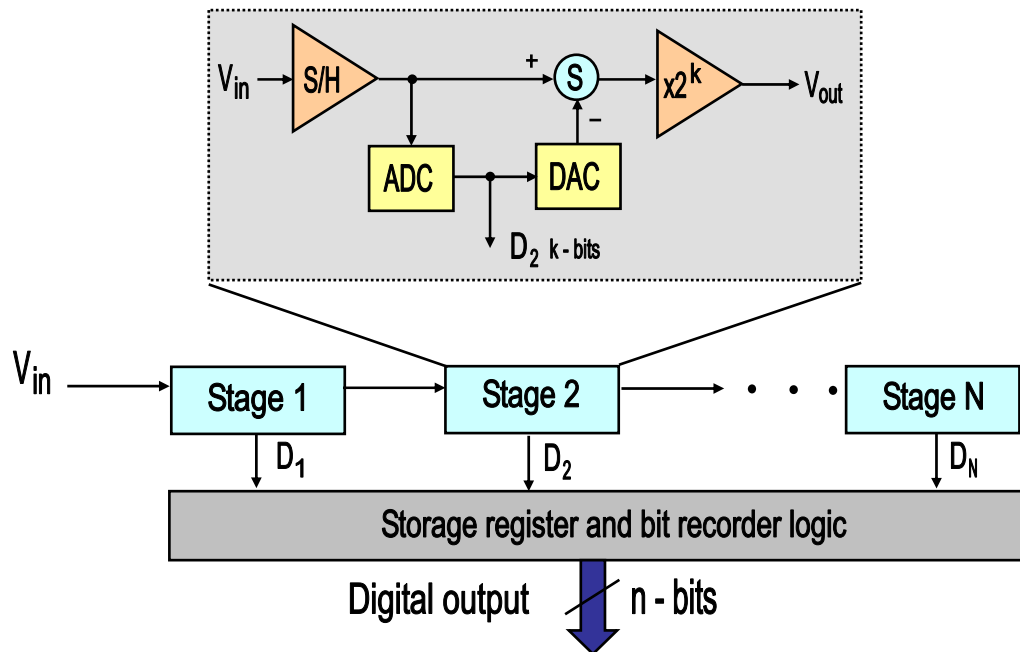 V_in
S/H
+
S
x2^k
V_out
−
ADC
DAC
D_2 k - bits
V_in
Stage 1
Stage 2
. . .
Stage N
D_1
D_2
D_N
Storage register and bit recorder logic
Digital output
n - bits